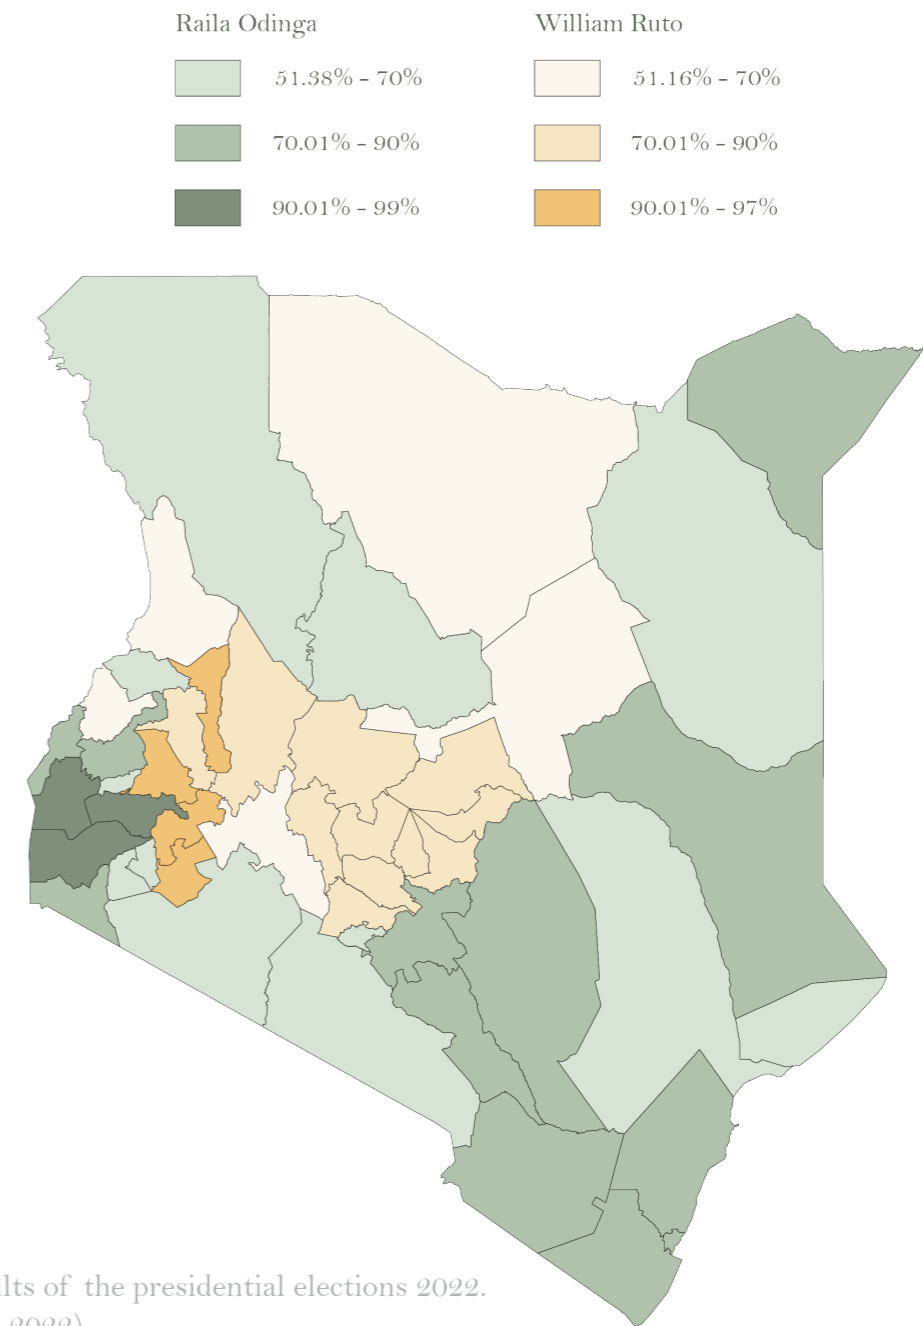 Raila Odinga William Ruto
51.38% - 70% 51.16% - 70%
70.01% - 90% 70.01% - 90%
90.01% - 99% 90.01% - 97%
of the presidential elections 2022.
2022)